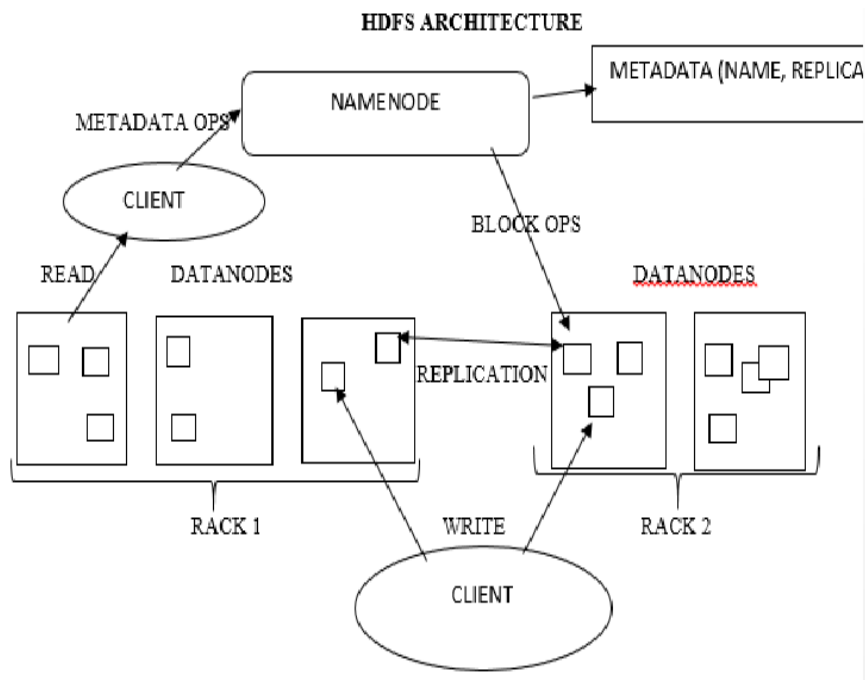 HDFS ARCHITECTURE
METADATA (NAME, REPLICA
NAMENODE
METADATA OPS
CLIENT
BLOCK OPS
READ
DATANODES
DATANODES
REPLICATION
RACK 1
WRITE
RACK 2
CLIENT